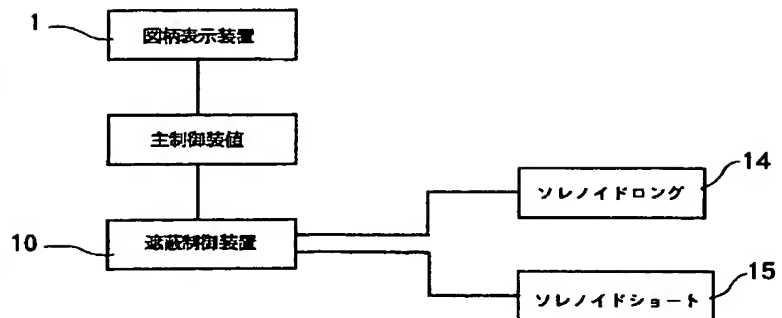 1
図柄表示装置
主制御装値
14
ソレノイドロング
10
遮蔽制御装置
15
ソレノイドショート